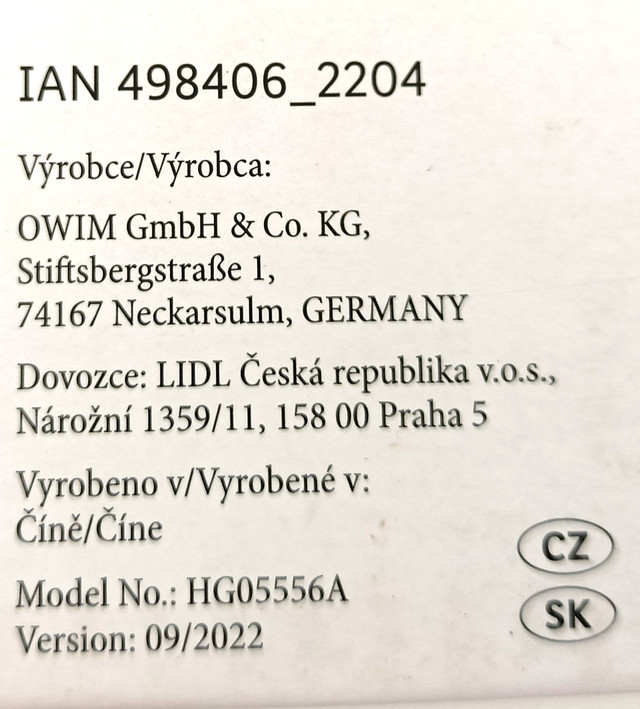 IAN 498406_2204
Výrobce/Výrobca:
OWIM GmbH & Co. KG,
Stiftsbergstraße 1,
74167 Neckarsulm, GERMANY
Dovozce: LIDL Česká republika v.o.s.,
Nárožní 1359/11, 158 00 Praha 5
Vyrobeno v/Vyrobené v:
Číně/Číne
CZ
Model No.: HG05556A
SK
Version: 09/2022